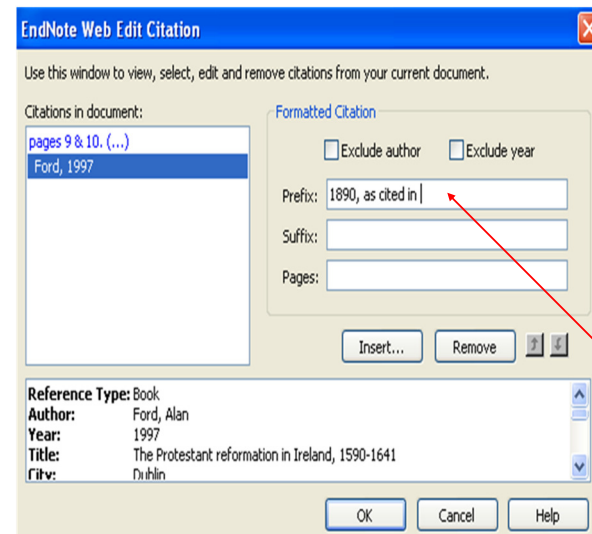 EndNote Web Edit Citation
Use this window to view, select, edit and remove citations from your current document.
Citations in document:
pages 9 & 10. (...)
Ford, 1997
Formatted Citation
Exclude author Exclude year
Prefix: 1890, as cited in
Suffix:
Pages:
Insert... Remove
Reference Type: Book
Author: Ford, Alan
Year: 1997
Title: The Protestant reformation in Ireland, 1590-1641
City: Dublin
OK Cancel Help